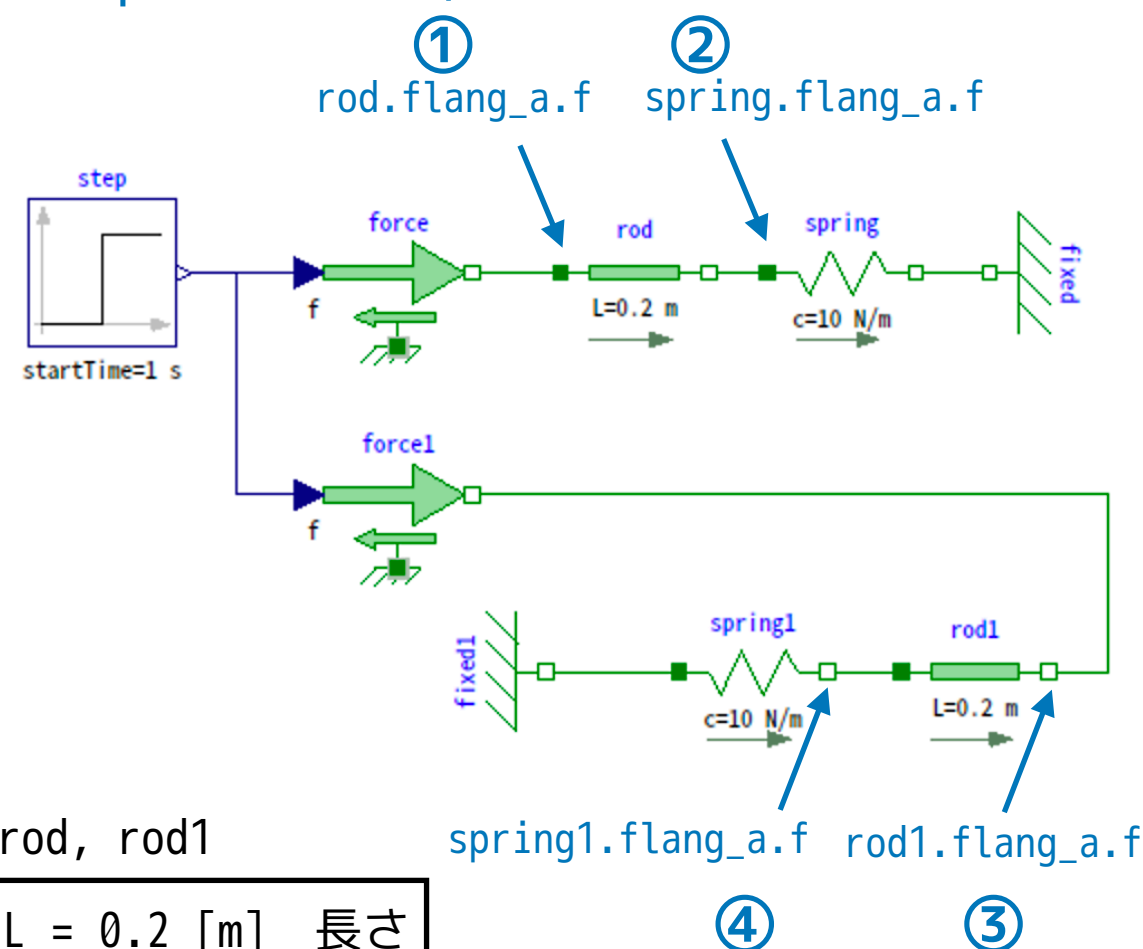 ① ②
rod.flang_a.f spring.flang_a.f
step
force rod spring
fixed
f L=0.2 m c=10 N/m
startTime=1 s
force1
f
fixed1 spring1 rod1
c=10 N/m L=0.2 m
rod, rod1
spring1.flang_a.f rod1.flang_a.f
L = 0.2 [m] 長さ
④ ③